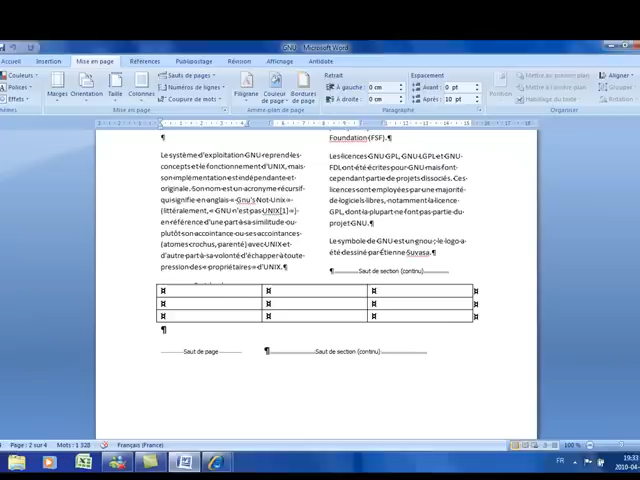 GNU - Microsoft Word
Accueil Insertion Mise en page Références Publipostage Révision Affichage Antidote
Couleurs
Polices
Effets
Marges Orientation Taille Colonnes
Sauts de pages
Numéros de lignes
Coupure de mots
Filigrane Couleur de page Bordures de pages
Retrait
À gauche : 0 cm
À droite : 0 cm
Espacement
Avant : 0 pt
Après : 10 pt
Position
Mettre au premier plan
Mettre à l'arrière-plan
Habillage du texte
Aligner
Mise en page Arrière-plan de page Paragraphe Organiser
¶
Le système d'exploitation GNU reprend les
concepts et le fonctionnement d'UNIX, mais
son implémentation est indépendante et
originale. Son nom est un acronyme récursif
qui signifie en anglais « Gnu's Not Unix »
(littéralement, « GNU n'est pas UNIX[1] »)
en référence d'une part à sa similitude ou
plutôt son accointance ou ses accointances
(atomes crochus, parenté) avec UNIX et
d'autre part à sa volonté d'échapper à toute
pression des « propriétaires » d'UNIX.¶
Foundation (FSF).¶
Les licences GNU GPL, GNU LGPL et GNU
FDL ont été écrites pour GNU mais font
cependant partie de projets dissociés. Ces
licences sont employées par une majorité
de logiciels libres, notamment la licence
GPL, dont la plupart ne font pas partie du
projet GNU.¶
Le symbole de GNU est un gnou ; le logo a
été dessiné par Étienne Suvasa.¶
¶ Saut de section (continu)
¤ ¤ ¤ ¤
¤ ¤ ¤ ¤
¤ ¤ ¤ ¤
¶
Saut de page ¶ Saut de section (continu)
Page : 2 sur 4 Mots : 1 328 Français (France) 100 %
FR 19:33
2010-04-